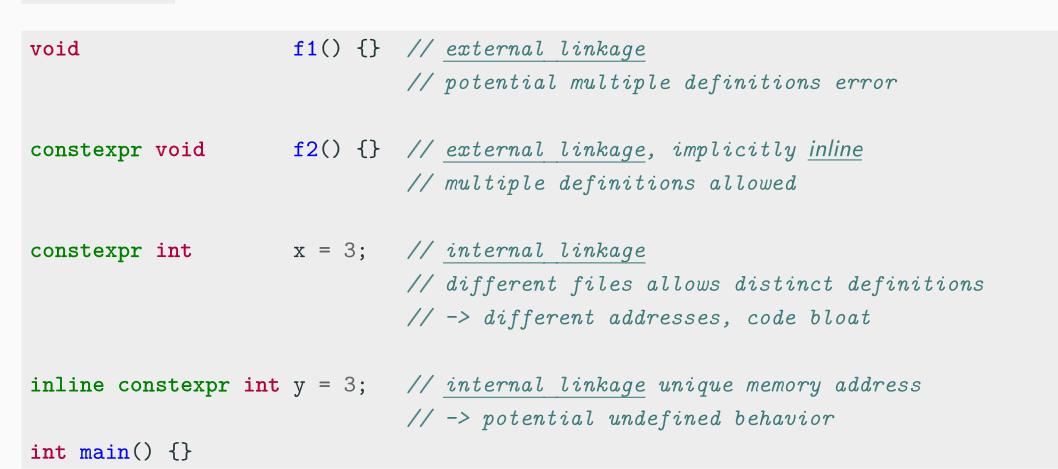 void f1() {} // external linkage
// potential multiple definitions error
constexpr void f2() {} // external linkage, implicitly inline
// multiple definitions allowed
constexpr int x = 3; // internal linkage
// different files allows distinct definitions
// -> different addresses, code bloat
inline constexpr int y = 3; // internal linkage unique memory address
// -> potential undefined behavior
int main() {}